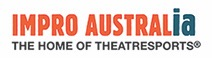 IMPRO AUSTRALia
THE HOME OF THEATRESPORTS®